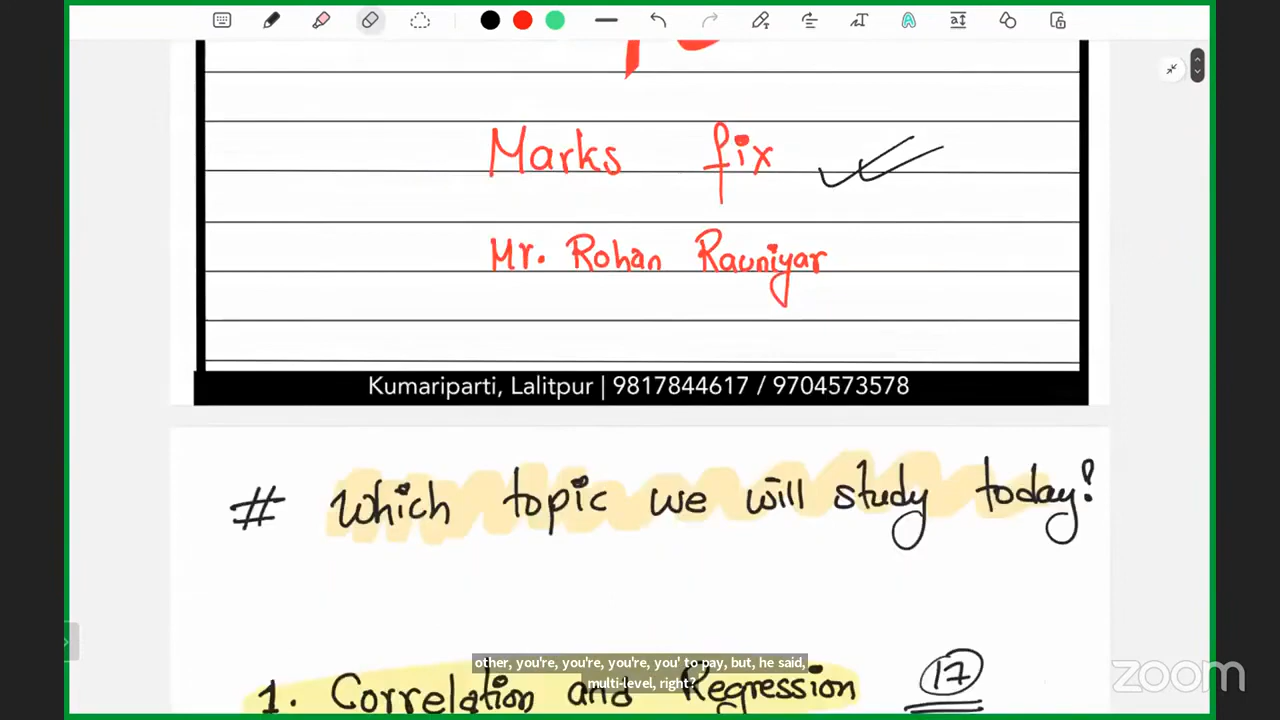 Marks fix
Mr. Rohan Rauniyar
Kumariparti, Lalitpur | 9817844617 / 9704573578
# Which topic we will study today?
1. Correlation and Regression 17
other, you're, you're, you're, you' to pay, but, he said,
multi-level, right?
zoom